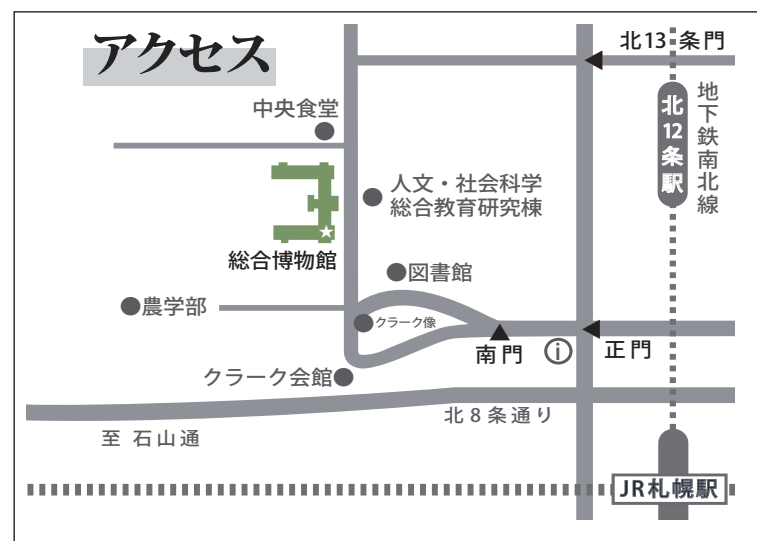 アクセス
北13条門
中央食堂
北12条駅
地下鉄南北線
人文・社会科学
総合教育研究棟
総合博物館
図書館
農学部
クラーク像
南門
i
正門
クラーク会館
北8条通り
至 石山通
JR札幌駅